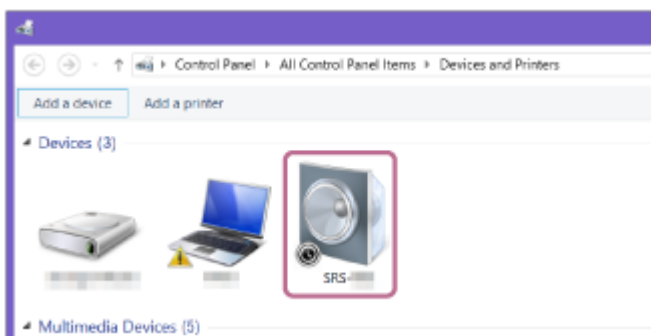 Control Panel All Control Panel Items Devices and Printers
Add a device Add a printer
Devices (3)
SRS-
Multimedia Devices (5)